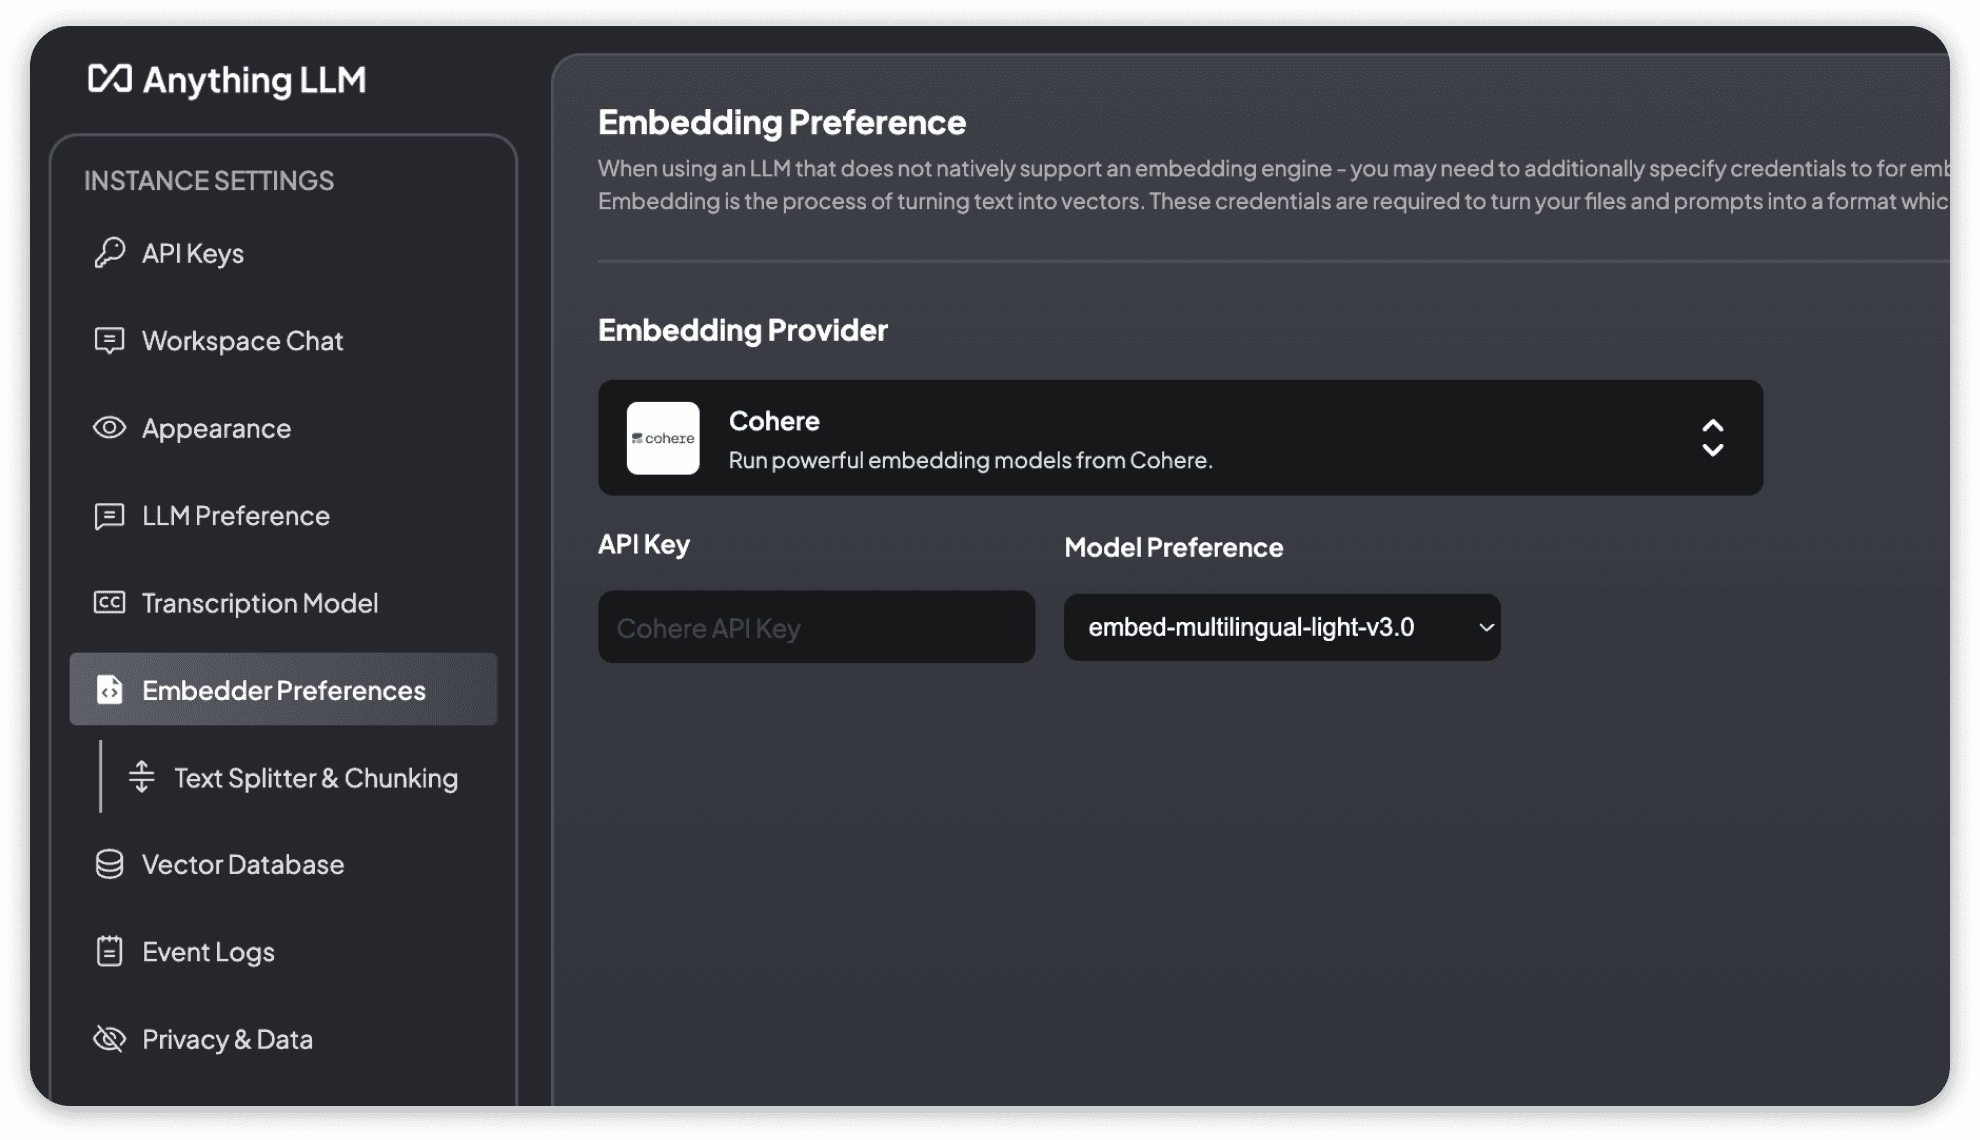 Anything LLM
INSTANCE SETTINGS
API Keys
Workspace Chat
Appearance
LLM Preference
Transcription Model
Embedder Preferences
Text Splitter & Chunking
Vector Database
Event Logs
Privacy & Data
Embedding Preference
When using an LLM that does not natively support an embedding engine - you may need to additionally specify credentials to for emb
Embedding is the process of turning text into vectors. These credentials are required to turn your files and prompts into a format whic
Embedding Provider
cohere
Cohere
Run powerful embedding models from Cohere.
API Key
Cohere API Key
Model Preference
embed-multilingual-light-v3.0